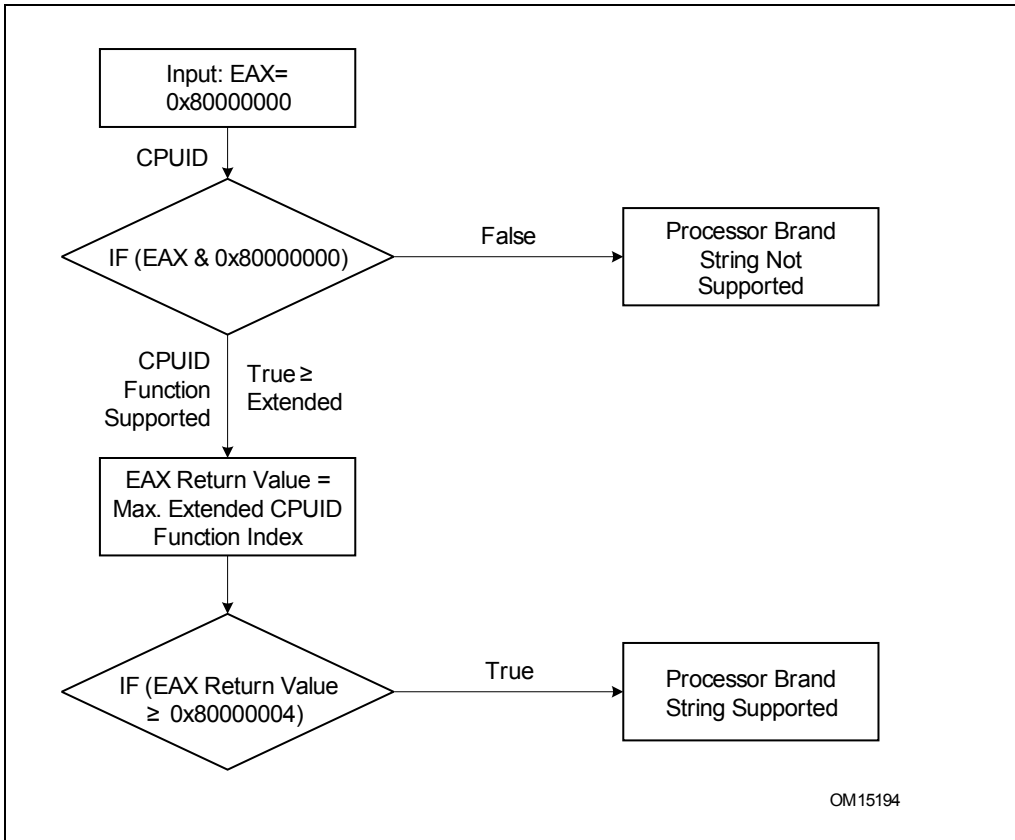 Input: EAX=
0x80000000
CPUID
IF (EAX & 0x80000000)
False
Processor Brand
String Not
Supported
CPUID
Function
Supported
True ≥
Extended
EAX Return Value =
Max. Extended CPUID
Function Index
IF (EAX Return Value
≥ 0x80000004)
True
Processor Brand
String Supported
OM15194